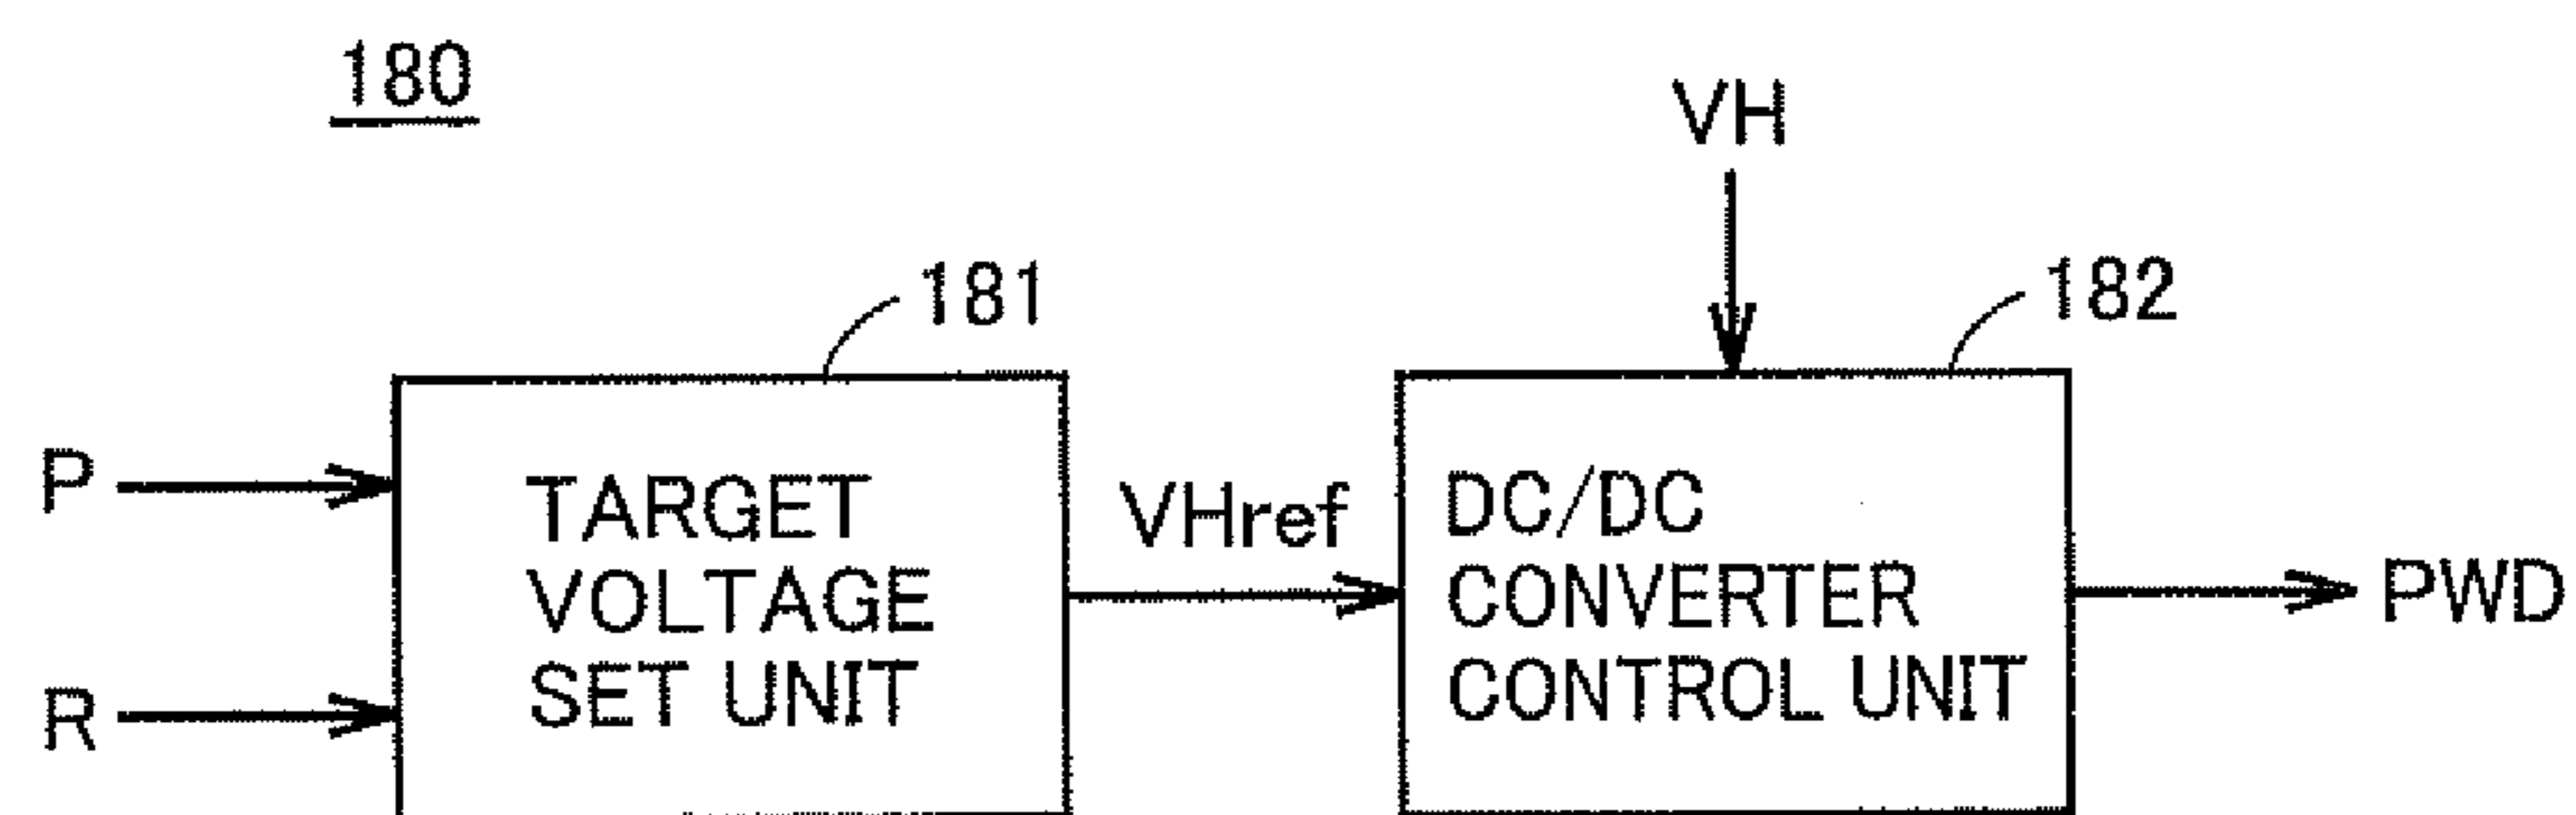 180
VH
181
182
P
TARGET
VOLTAGE
SET UNIT
R
VHref
DC/DC
CONVERTER
CONTROL UNIT
PWD